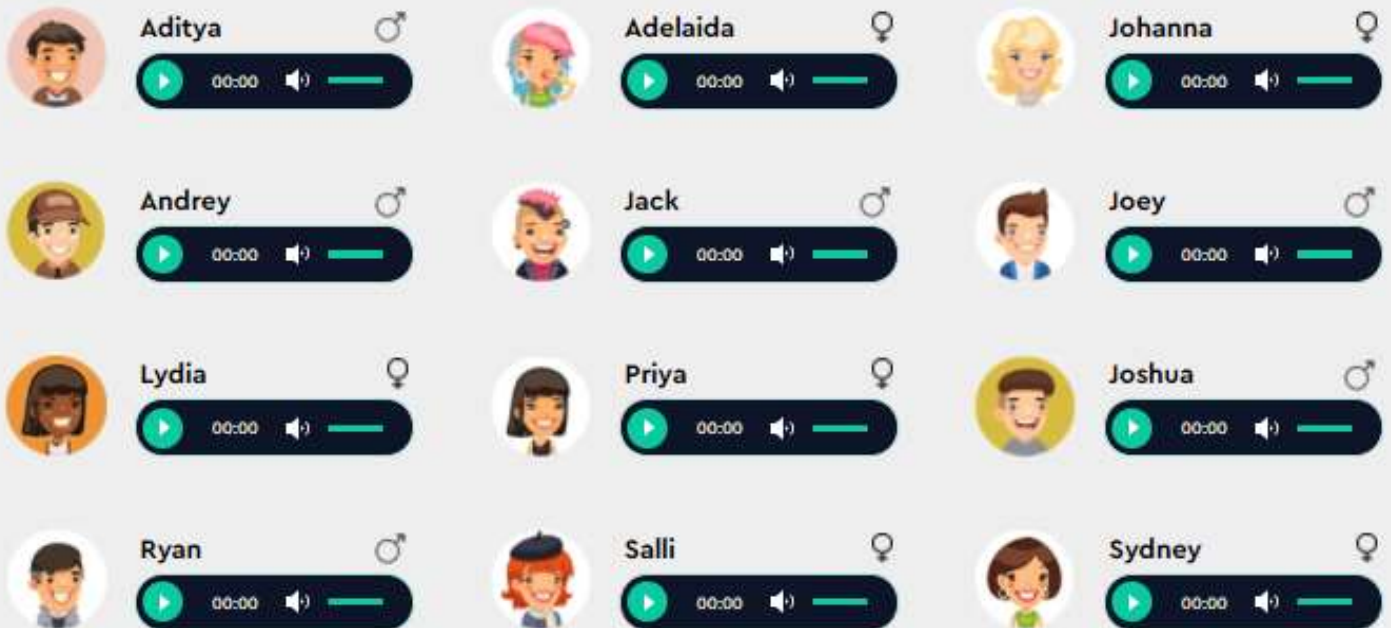 Aditya Adelaida Johanna
00:00 00:00 00:00
Andrey Jack Joey
00:00 00:00 00:00
Lydia Priya Joshua
00:00 00:00 00:00
Ryan Salli Sydney
00:00 00:00 00:00